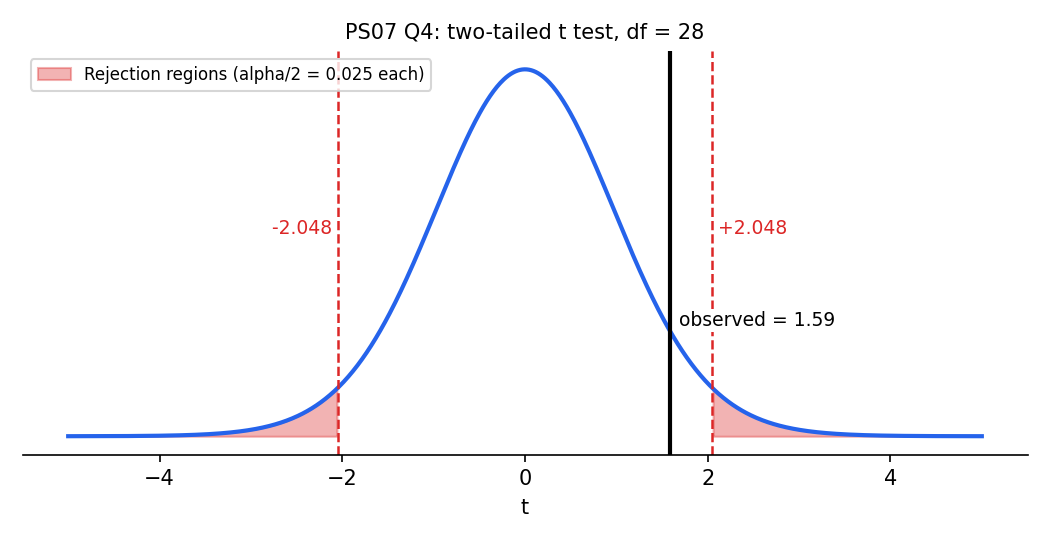 PS07 Q4: two-tailed t test, df = 28
Rejection regions (alpha/2 = 0.025 each)
-2.048
+2.048
observed = 1.59
−4
−2
0
2
4
t